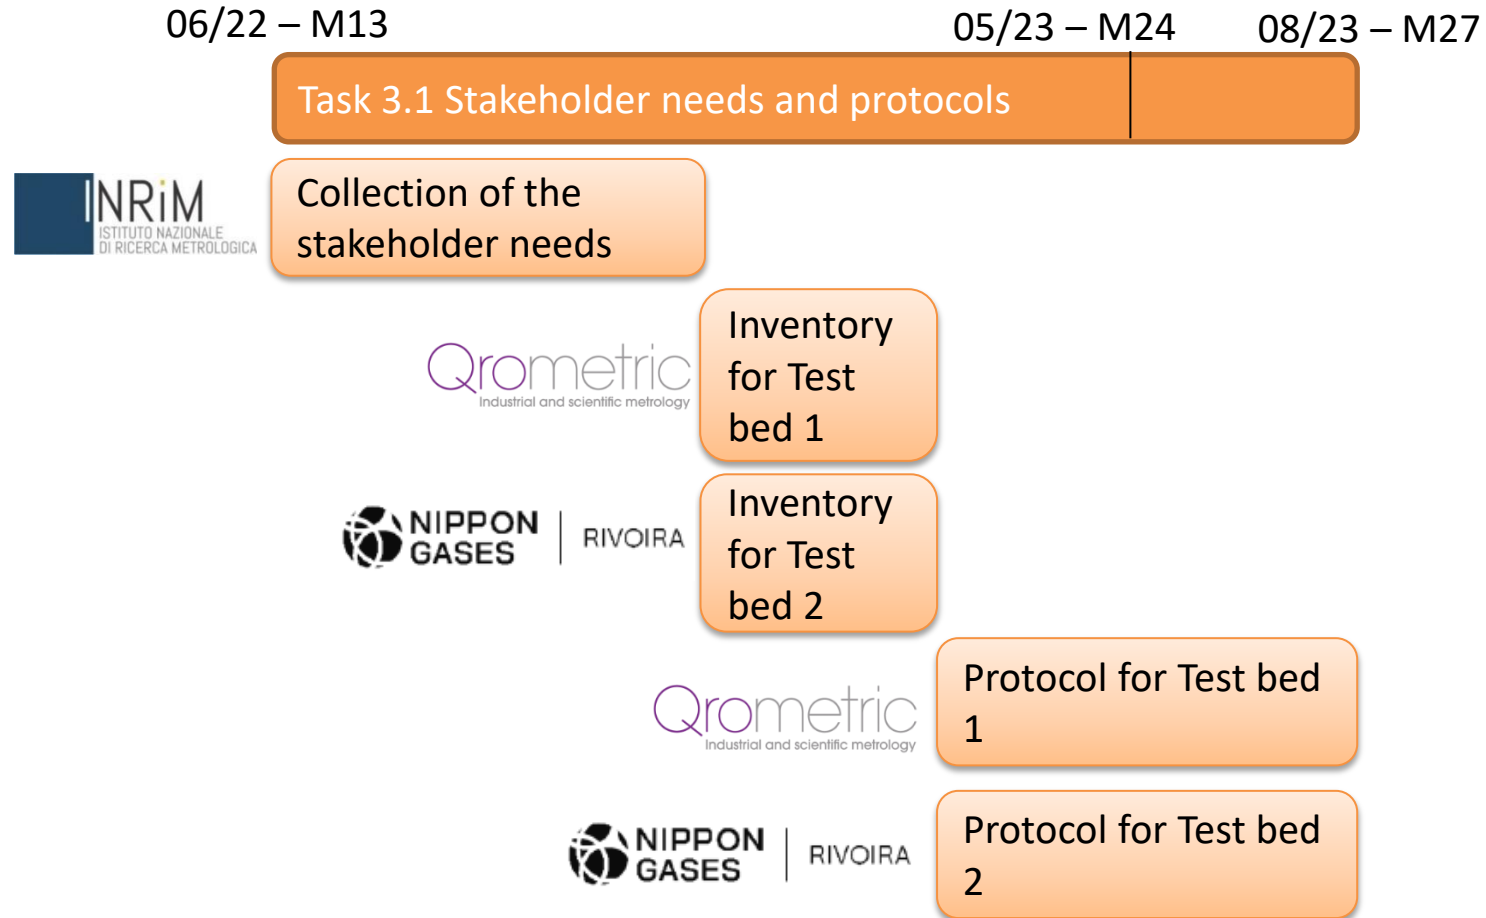 06/22 – M13
05/23 – M24
08/23 – M27
Task 3.1 Stakeholder needs and protocols
INRiM
ISTITUTO NAZIONALE
DI RICERCA METROLOGICA
Collection of the
stakeholder needs
Qrometric
Industrial and scientific metrology
Inventory
for Test
bed 1
NIPPON
GASES
RIVOIRA
Inventory
for Test
bed 2
Qrometric
Industrial and scientific metrology
Protocol for Test bed
1
NIPPON
GASES
RIVOIRA
Protocol for Test bed
2